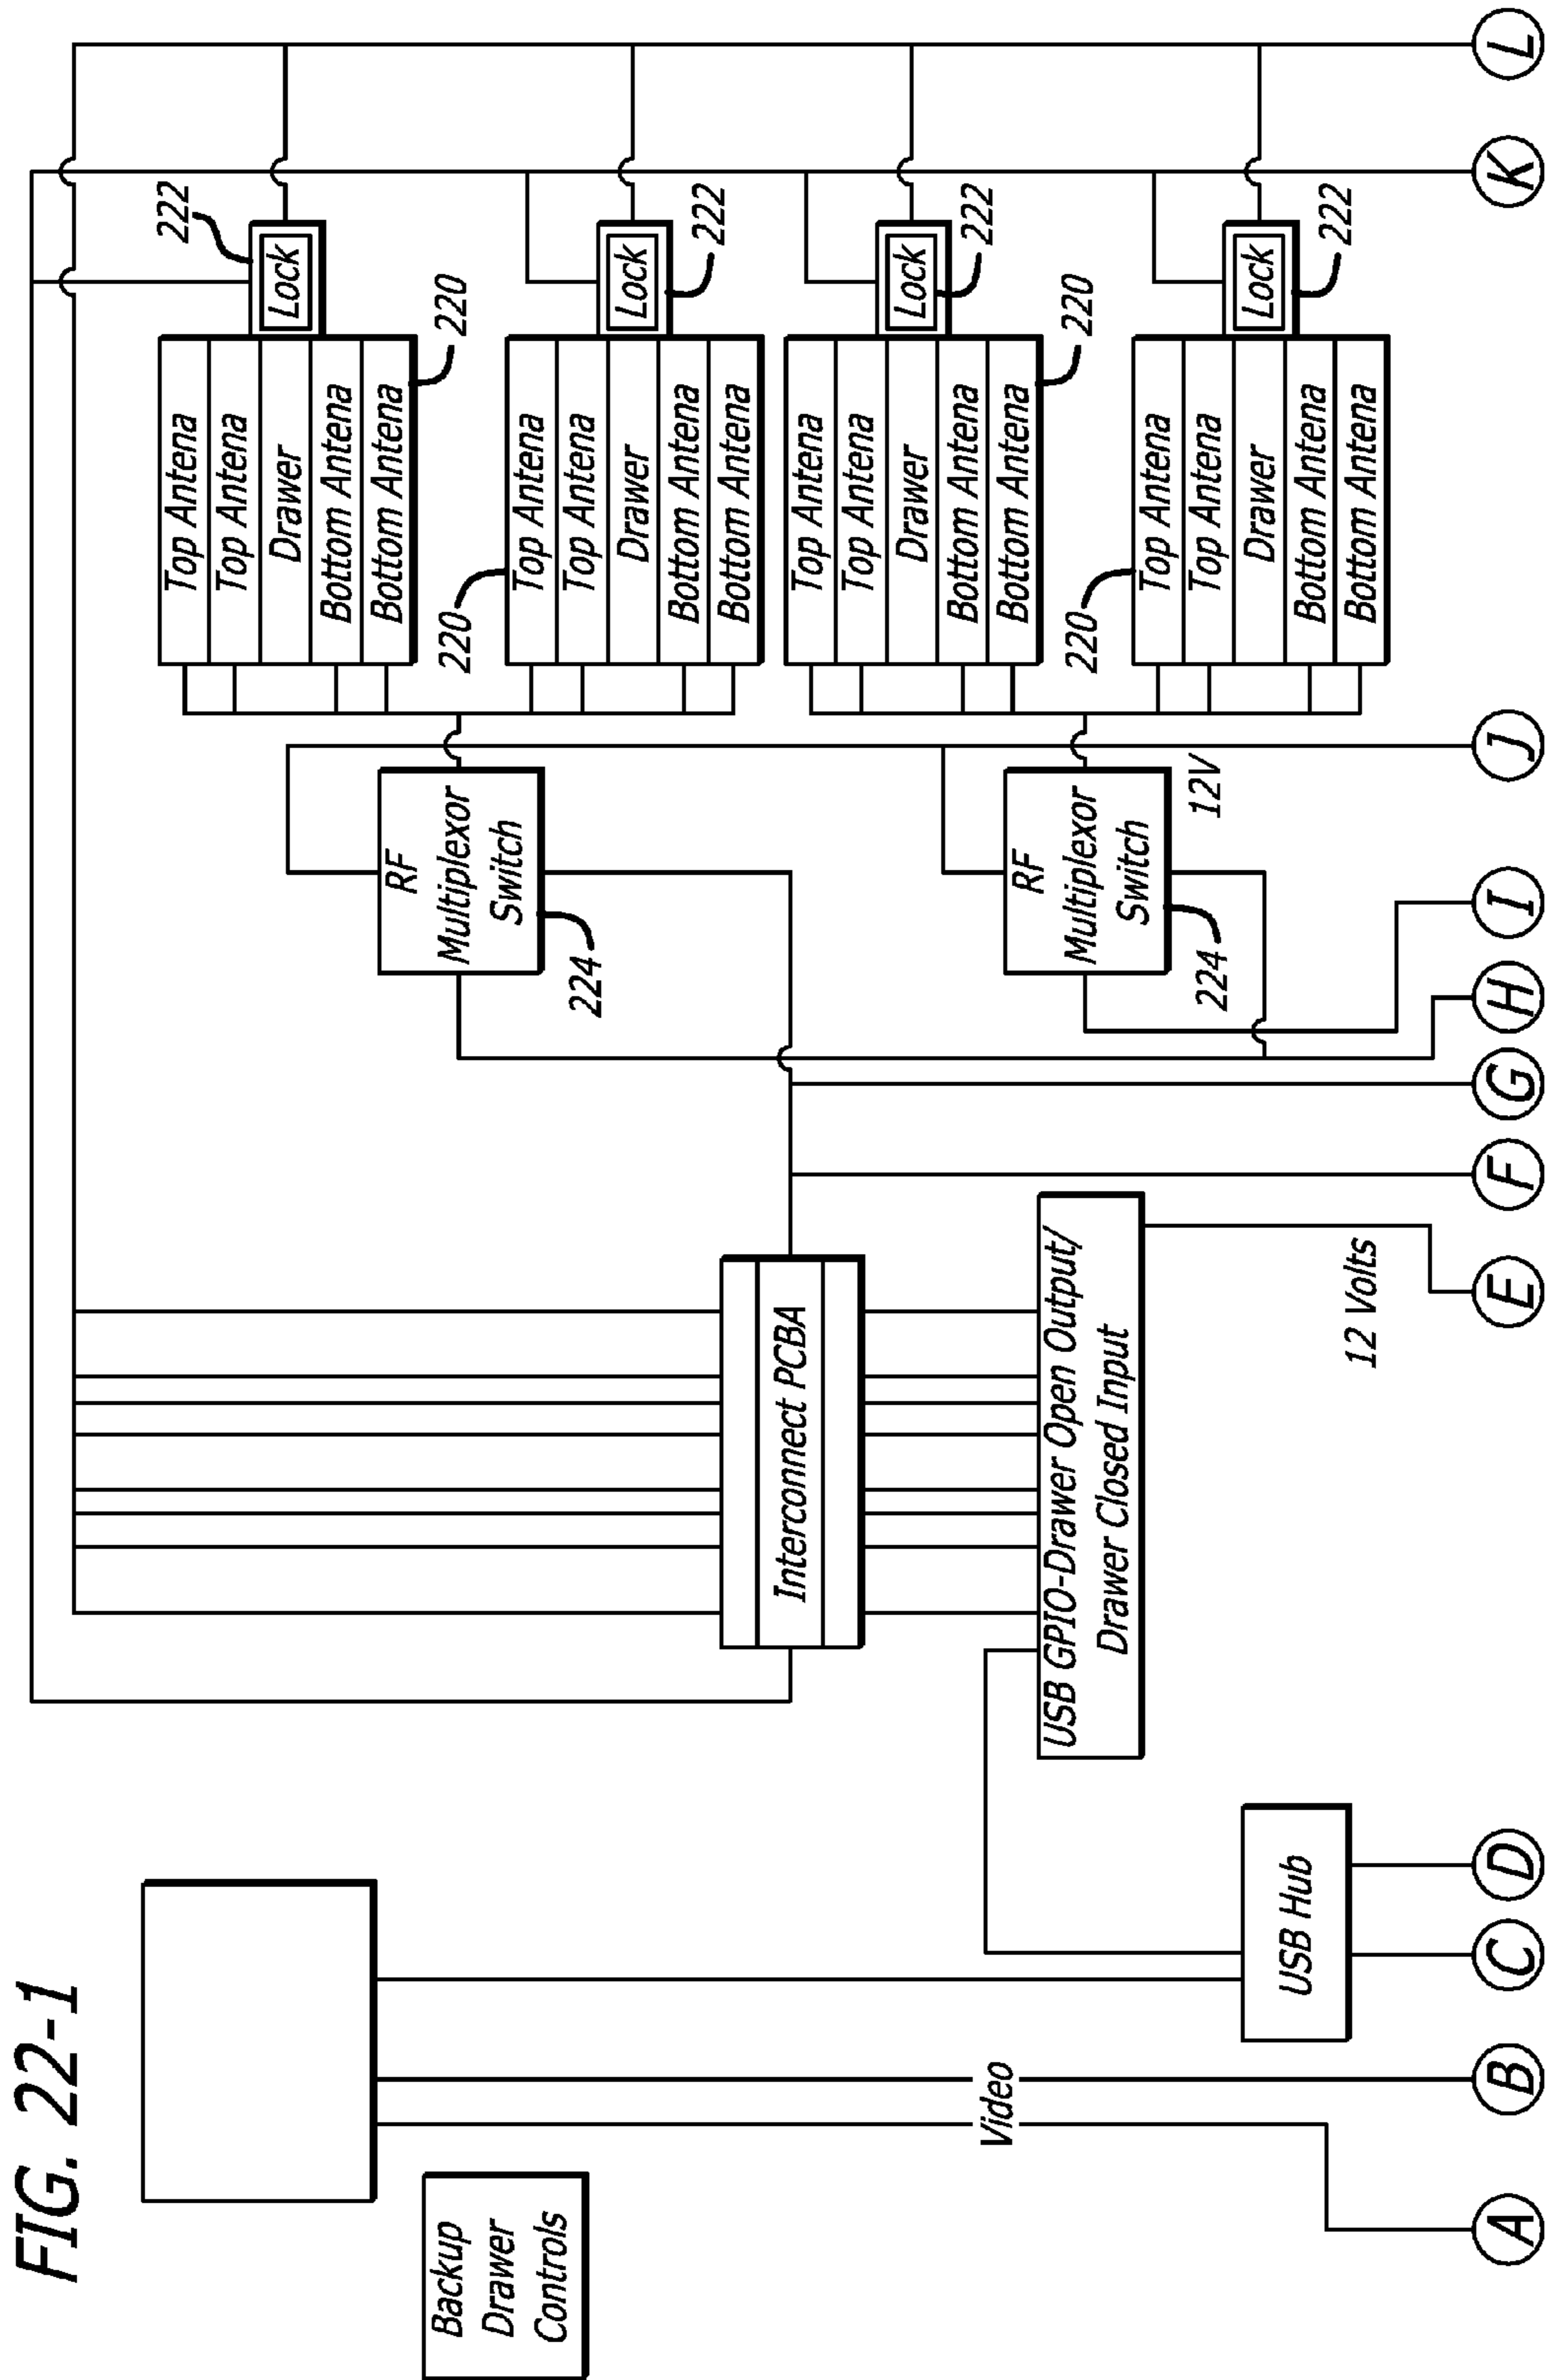 FIG. 22-1
Backup
Drawer
Controls
Video
USB Hub
Interconnect PCBA
USB GPIO-Drawer Open Output/
Drawer Closed Input
12 Volts
RF
Multiplexor
Switch
224
RF
Multiplexor
Switch
224
12V
Top Antena
Top Antena
Drawer
Bottom Antena
Bottom Antena
220
Lock
222
Top Antena
Top Antena
Drawer
Bottom Antena
Bottom Antena
220
Lock
222
Top Antena
Top Antena
Drawer
Bottom Antena
Bottom Antena
220
Lock
222
Top Antena
Top Antena
Drawer
Bottom Antena
Bottom Antena
220
Lock
222
A
B
C
D
E
F
G
H
I
J
K
L